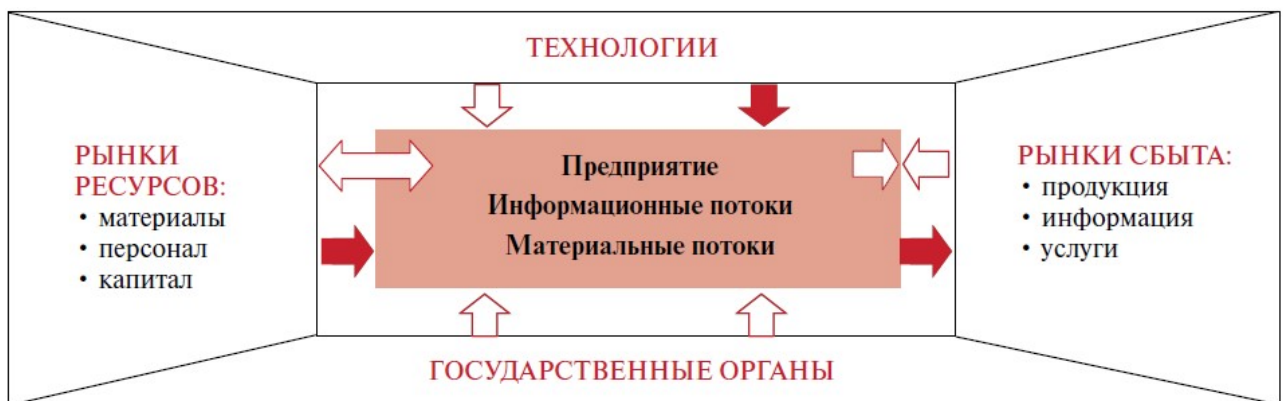 ТЕХНОЛОГИИ
РЫНКИ
РЕСУРСОВ:
• материалы
• персонал
• капитал
Предприятие
Информационные потоки
Материальные потоки
РЫНКИ СБЫТА:
• продукция
• информация
• услуги
ГОСУДАРСТВЕННЫЕ ОРГАНЫ